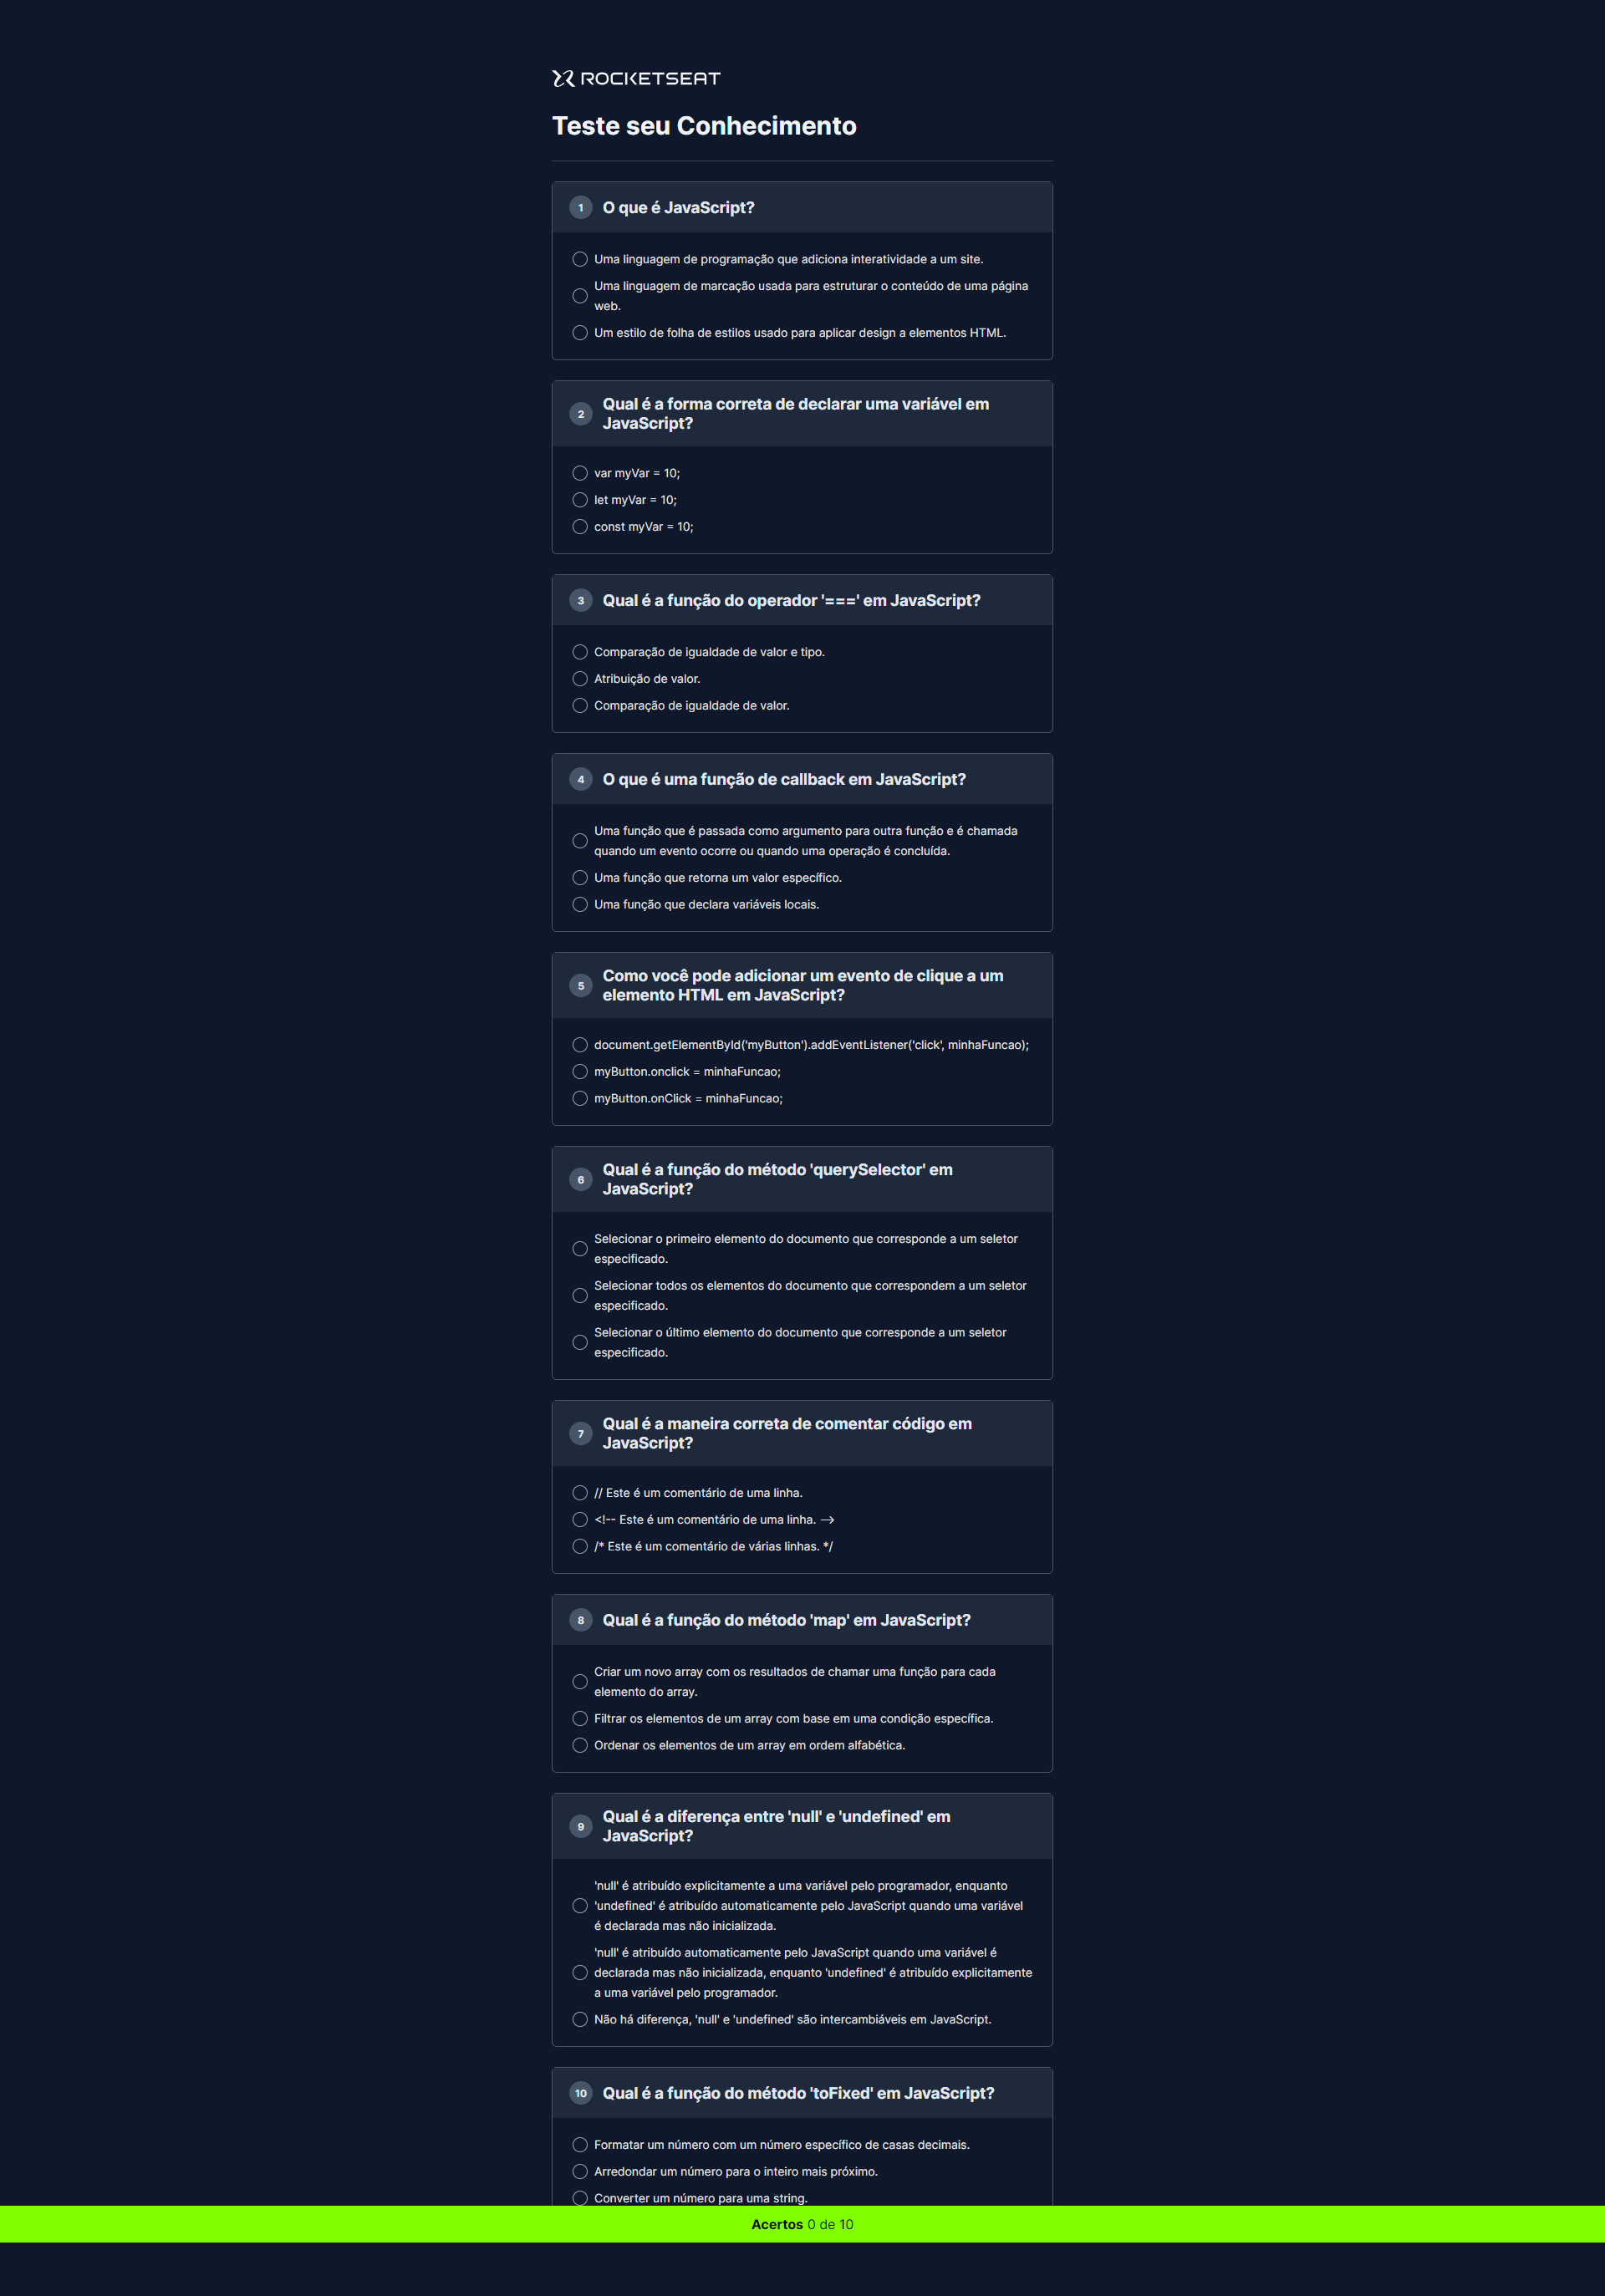 ROCKETSEAT
Teste seu Conhecimento
1 O que é JavaScript?
Uma linguagem de programação que adiciona interatividade a um site.
Uma linguagem de marcação usada para estruturar o conteúdo de uma página
web.
Um estilo de folha de estilos usado para aplicar design a elementos HTML.
2 Qual é a forma correta de declarar uma variável em
JavaScript?
var myVar = 10;
let myVar = 10;
const myVar = 10;
3 Qual é a função do operador '===' em JavaScript?
Comparação de igualdade de valor e tipo.
Atribuição de valor.
Comparação de igualdade de valor.
4 O que é uma função de callback em JavaScript?
Uma função que é passada como argumento para outra função e é chamada
quando um evento ocorre ou quando uma operação é concluída.
Uma função que retorna um valor específico.
Uma função que declara variáveis locais.
5 Como você pode adicionar um evento de clique a um
elemento HTML em JavaScript?
document.getElementById('myButton').addEventListener('click', minhaFuncao);
myButton.onclick = minhaFuncao;
myButton.onClick = minhaFuncao;
6 Qual é a função do método 'querySelector' em
JavaScript?
Selecionar o primeiro elemento do documento que corresponde a um seletor
especificado.
Selecionar todos os elementos do documento que correspondem a um seletor
especificado.
Selecionar o último elemento do documento que corresponde a um seletor
especificado.
7 Qual é a maneira correta de comentar código em
JavaScript?
// Este é um comentário de uma linha.
<!-- Este é um comentário de uma linha. -->
/* Este é um comentário de várias linhas. */
8 Qual é a função do método 'map' em JavaScript?
Criar um novo array com os resultados de chamar uma função para cada
elemento do array.
Filtrar os elementos de um array com base em uma condição específica.
Ordenar os elementos de um array em ordem alfabética.
9 Qual é a diferença entre 'null' e 'undefined' em
JavaScript?
'null' é atribuído explicitamente a uma variável pelo programador, enquanto
'undefined' é atribuído automaticamente pelo JavaScript quando uma variável
é declarada mas não inicializada.
'null' é atribuído automaticamente pelo JavaScript quando uma variável é
declarada mas não inicializada, enquanto 'undefined' é atribuído explicitamente
a uma variável pelo programador.
Não há diferença, 'null' e 'undefined' são intercambiáveis em JavaScript.
10 Qual é a função do método 'toFixed' em JavaScript?
Formatar um número com um número específico de casas decimais.
Arredondar um número para o inteiro mais próximo.
Converter um número para uma string.
Acertos 0 de 10